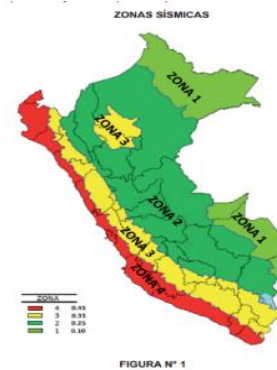 ZONAS SÍSMICAS
ZONA 1
ZONA 3
ZONA 2
ZONA 1
ZONA 3
ZONA 4
ZONA
4 0.45
3 0.35
2 0.25
1 0.10
FIGURA N° 1